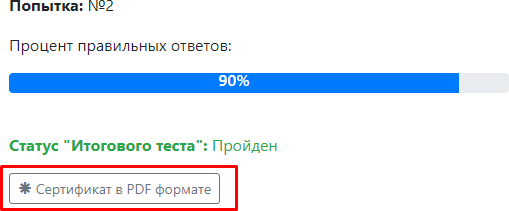 Попытка: №2
Процент правильных ответов:
90%
Статус "Итогового теста": Пройден
✱ Сертификат в PDF формате